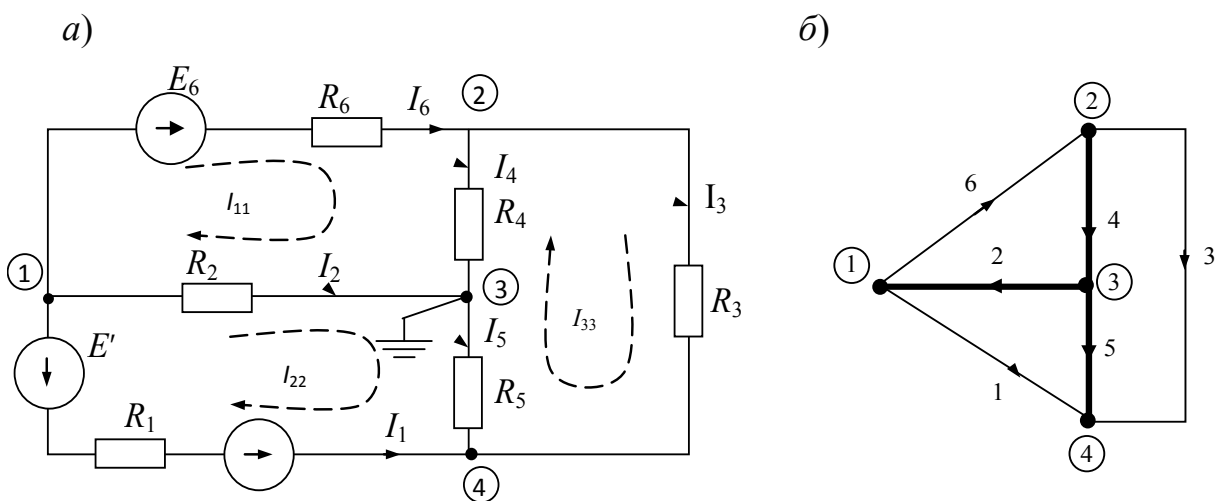 а) б)
E₆ R₆ I₆ ②
I₄
I₁₁ R₄ I₃
① R₂ I₂ ③
R₃
E' I₅ I₃₃
I₂₂ R₅
R₁ I₁
④
②
6 4
① 2 ③ 3
5
1
④